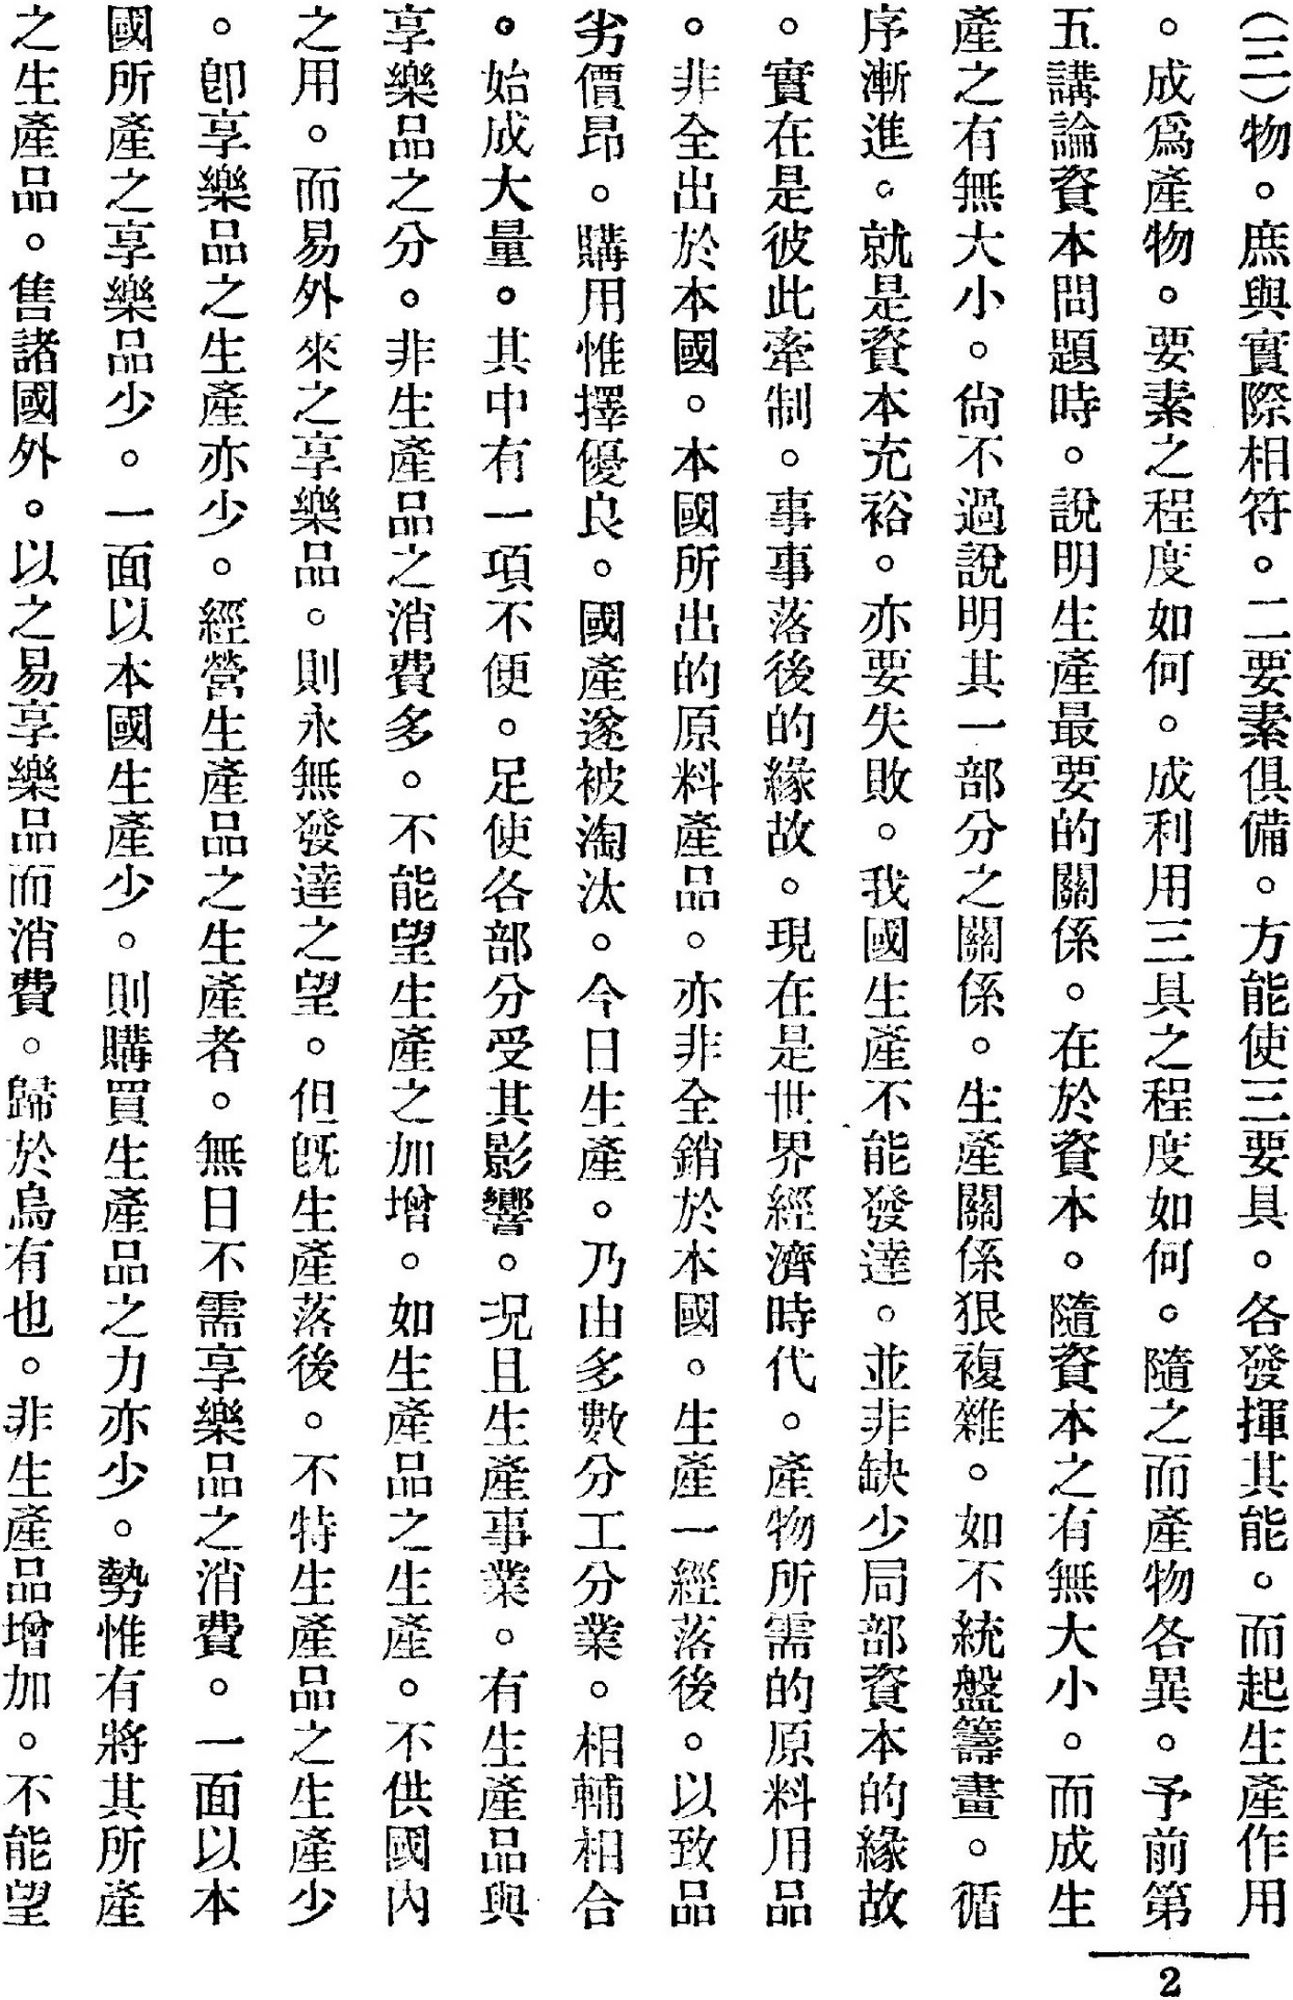 (二)物。庶與實際相符。二要素俱備。方能使三要具。各發揮其能。而起生產作用
。成爲產物。要素之程度如何。成利用三具之程度如何。隨之而產物各異。予前第
五講論資本問題時。說明生產最要的關係。在於資本。隨資本之有無大小。而成生
產之有無大小。尙不過說明其一部分之關係。生產關係狠複雜。如不統盤籌畫。循
序漸進。就是資本充裕。亦要失敗。我國生產不能發達。並非缺少局部資本的緣故
。實在是彼此牽制。事事落後的緣故。現在是世界經濟時代。產物所需的原料用品
。非全出於本國。本國所出的原料產品。亦非全銷於本國。生產一經落後。以致品
劣價昂。購用惟擇優良。國產遂被淘汰。今日生產。乃由多數分工分業。相輔相合
。始成大量。其中有一項不便。足使各部分受其影響。況且生產事業。有生產品與
享樂品之分。非生產品之消費多。不能望生產之加增。如生產品之生產。不供國內
之用。而易外來之享樂品。則永無發達之望。但旣生產落後。不特生產品之生產少
。卽享樂品之生產亦少。經營生產品之生產者。無日不需享樂品之消費。一面以本
國所產之享樂品少。一面以本國生產少。則購買生產品之力亦少。勢惟有將其所產
之生產品。售諸國外。以之易享樂品而消費。歸於烏有也。非生產品增加。不能望
2